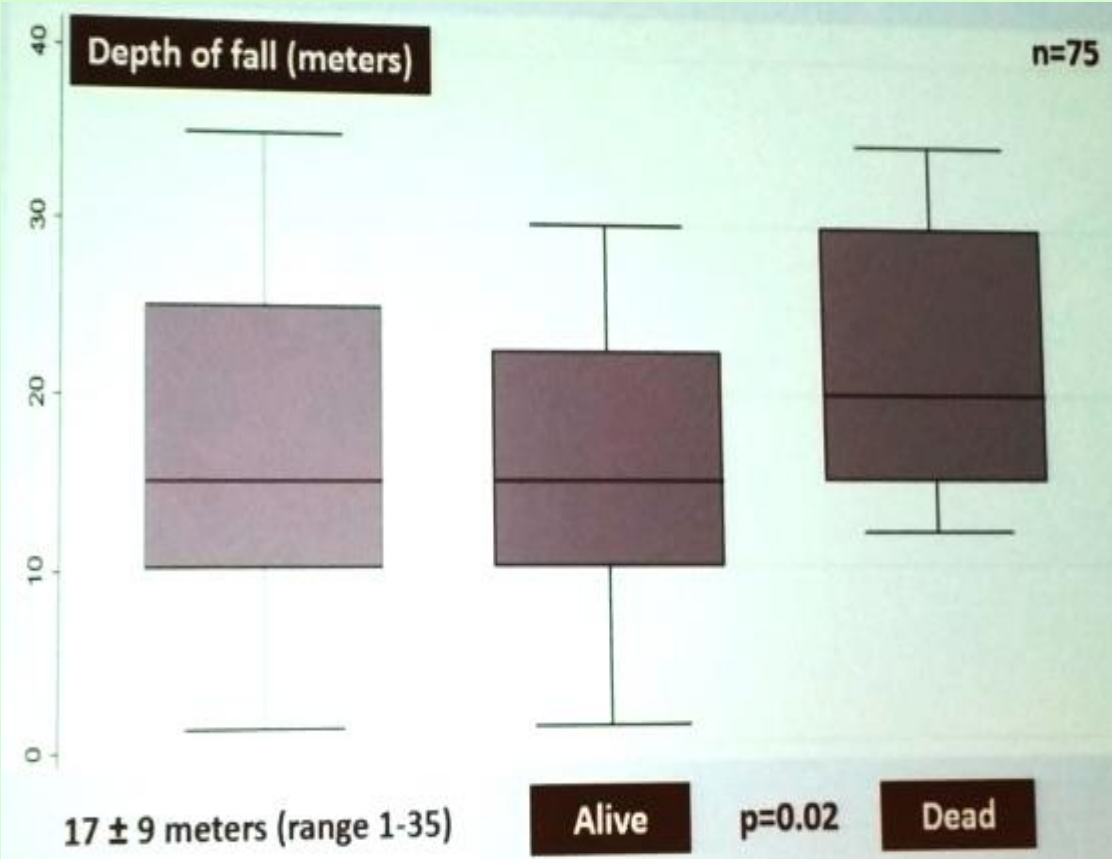 Depth of fall (meters)
n=75
40
30
20
10
0
17 ± 9 meters (range 1-35)
Alive
p=0.02
Dead